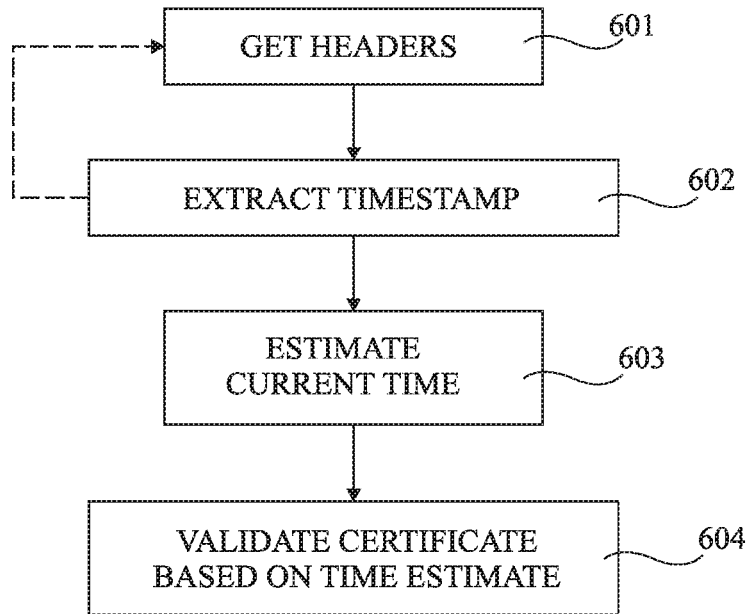 601
GET HEADERS
602
EXTRACT TIMESTAMP
ESTIMATE
CURRENT TIME
603
VALIDATE CERTIFICATE
BASED ON TIME ESTIMATE
604